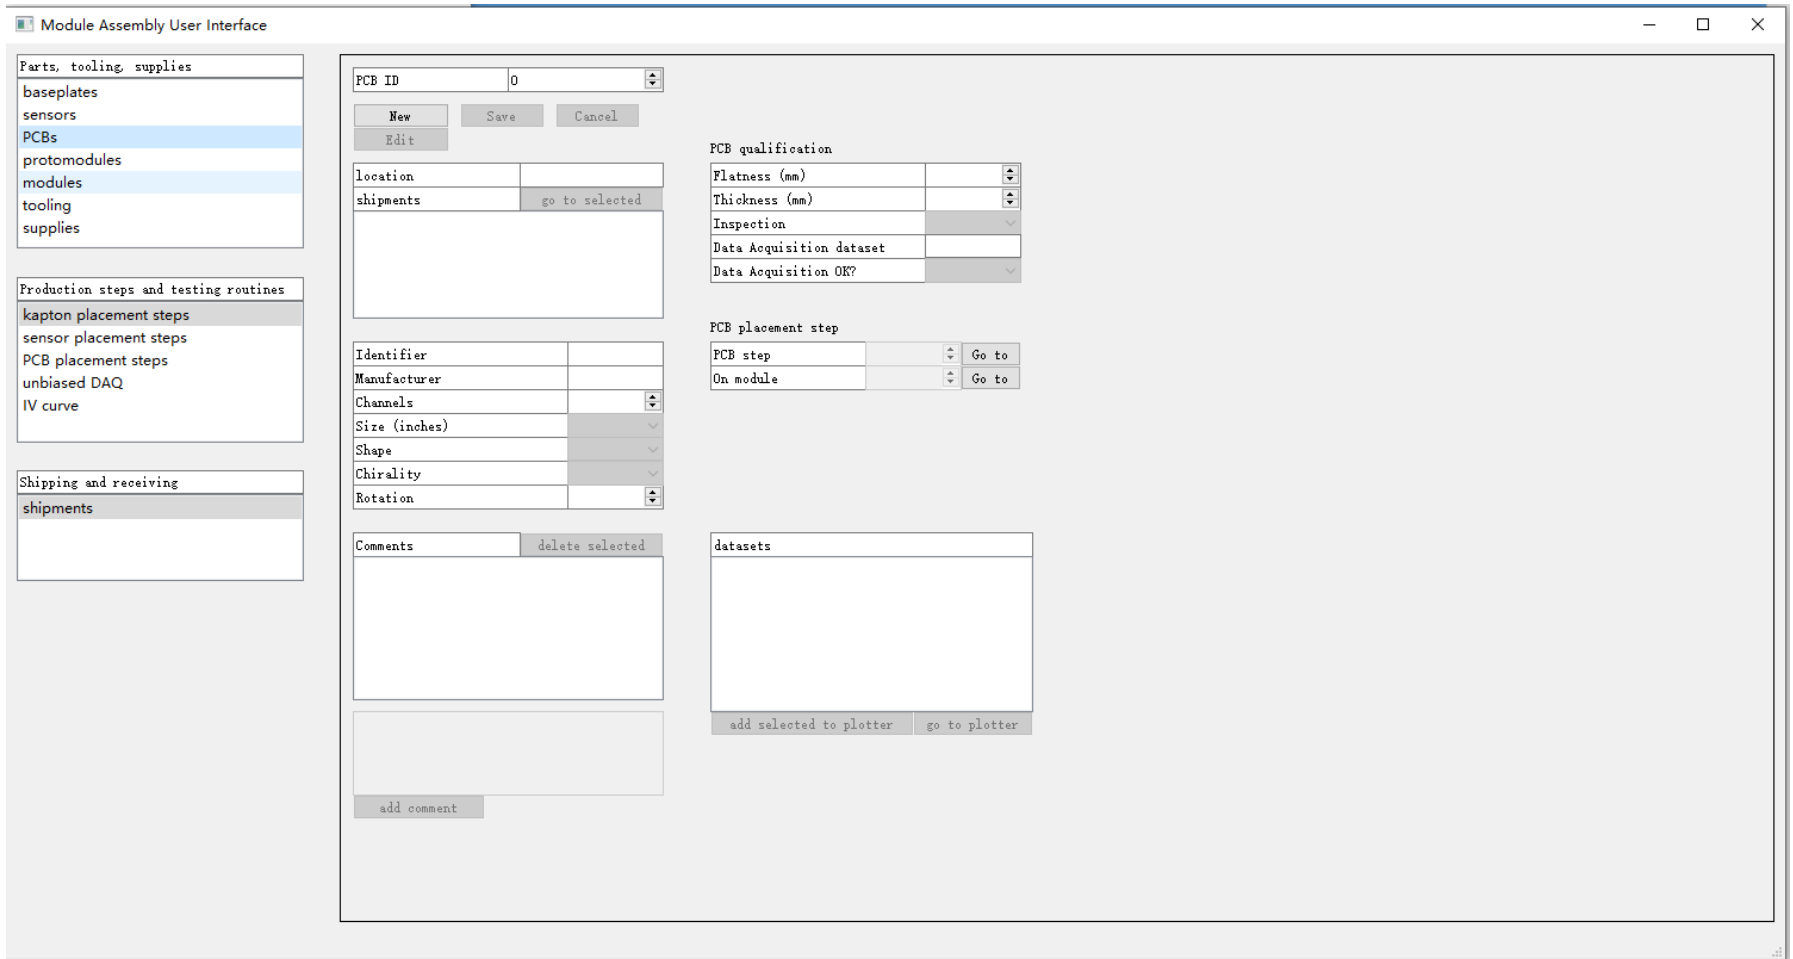 Module Assembly User Interface
Parts, tooling, supplies
baseplates
sensors
PCBs
protomodules
modules
tooling
supplies
Production steps and testing routines
kapton placement steps
sensor placement steps
PCB placement steps
unbiased DAQ
IV curve
Shipping and receiving
shipments
PCB ID 0
New Save Cancel
Edit
location
shipments go to selected
Identifier
Manufacturer
Channels
Size (inches)
Shape
Chirality
Rotation
Comments delete selected
add comment
PCB qualification
Flatness (mm)
Thickness (mm)
Inspection
Data Acquisition dataset
Data Acquisition OK?
PCB placement step
PCB step Go to
On module Go to
datasets
add selected to plotter go to plotter